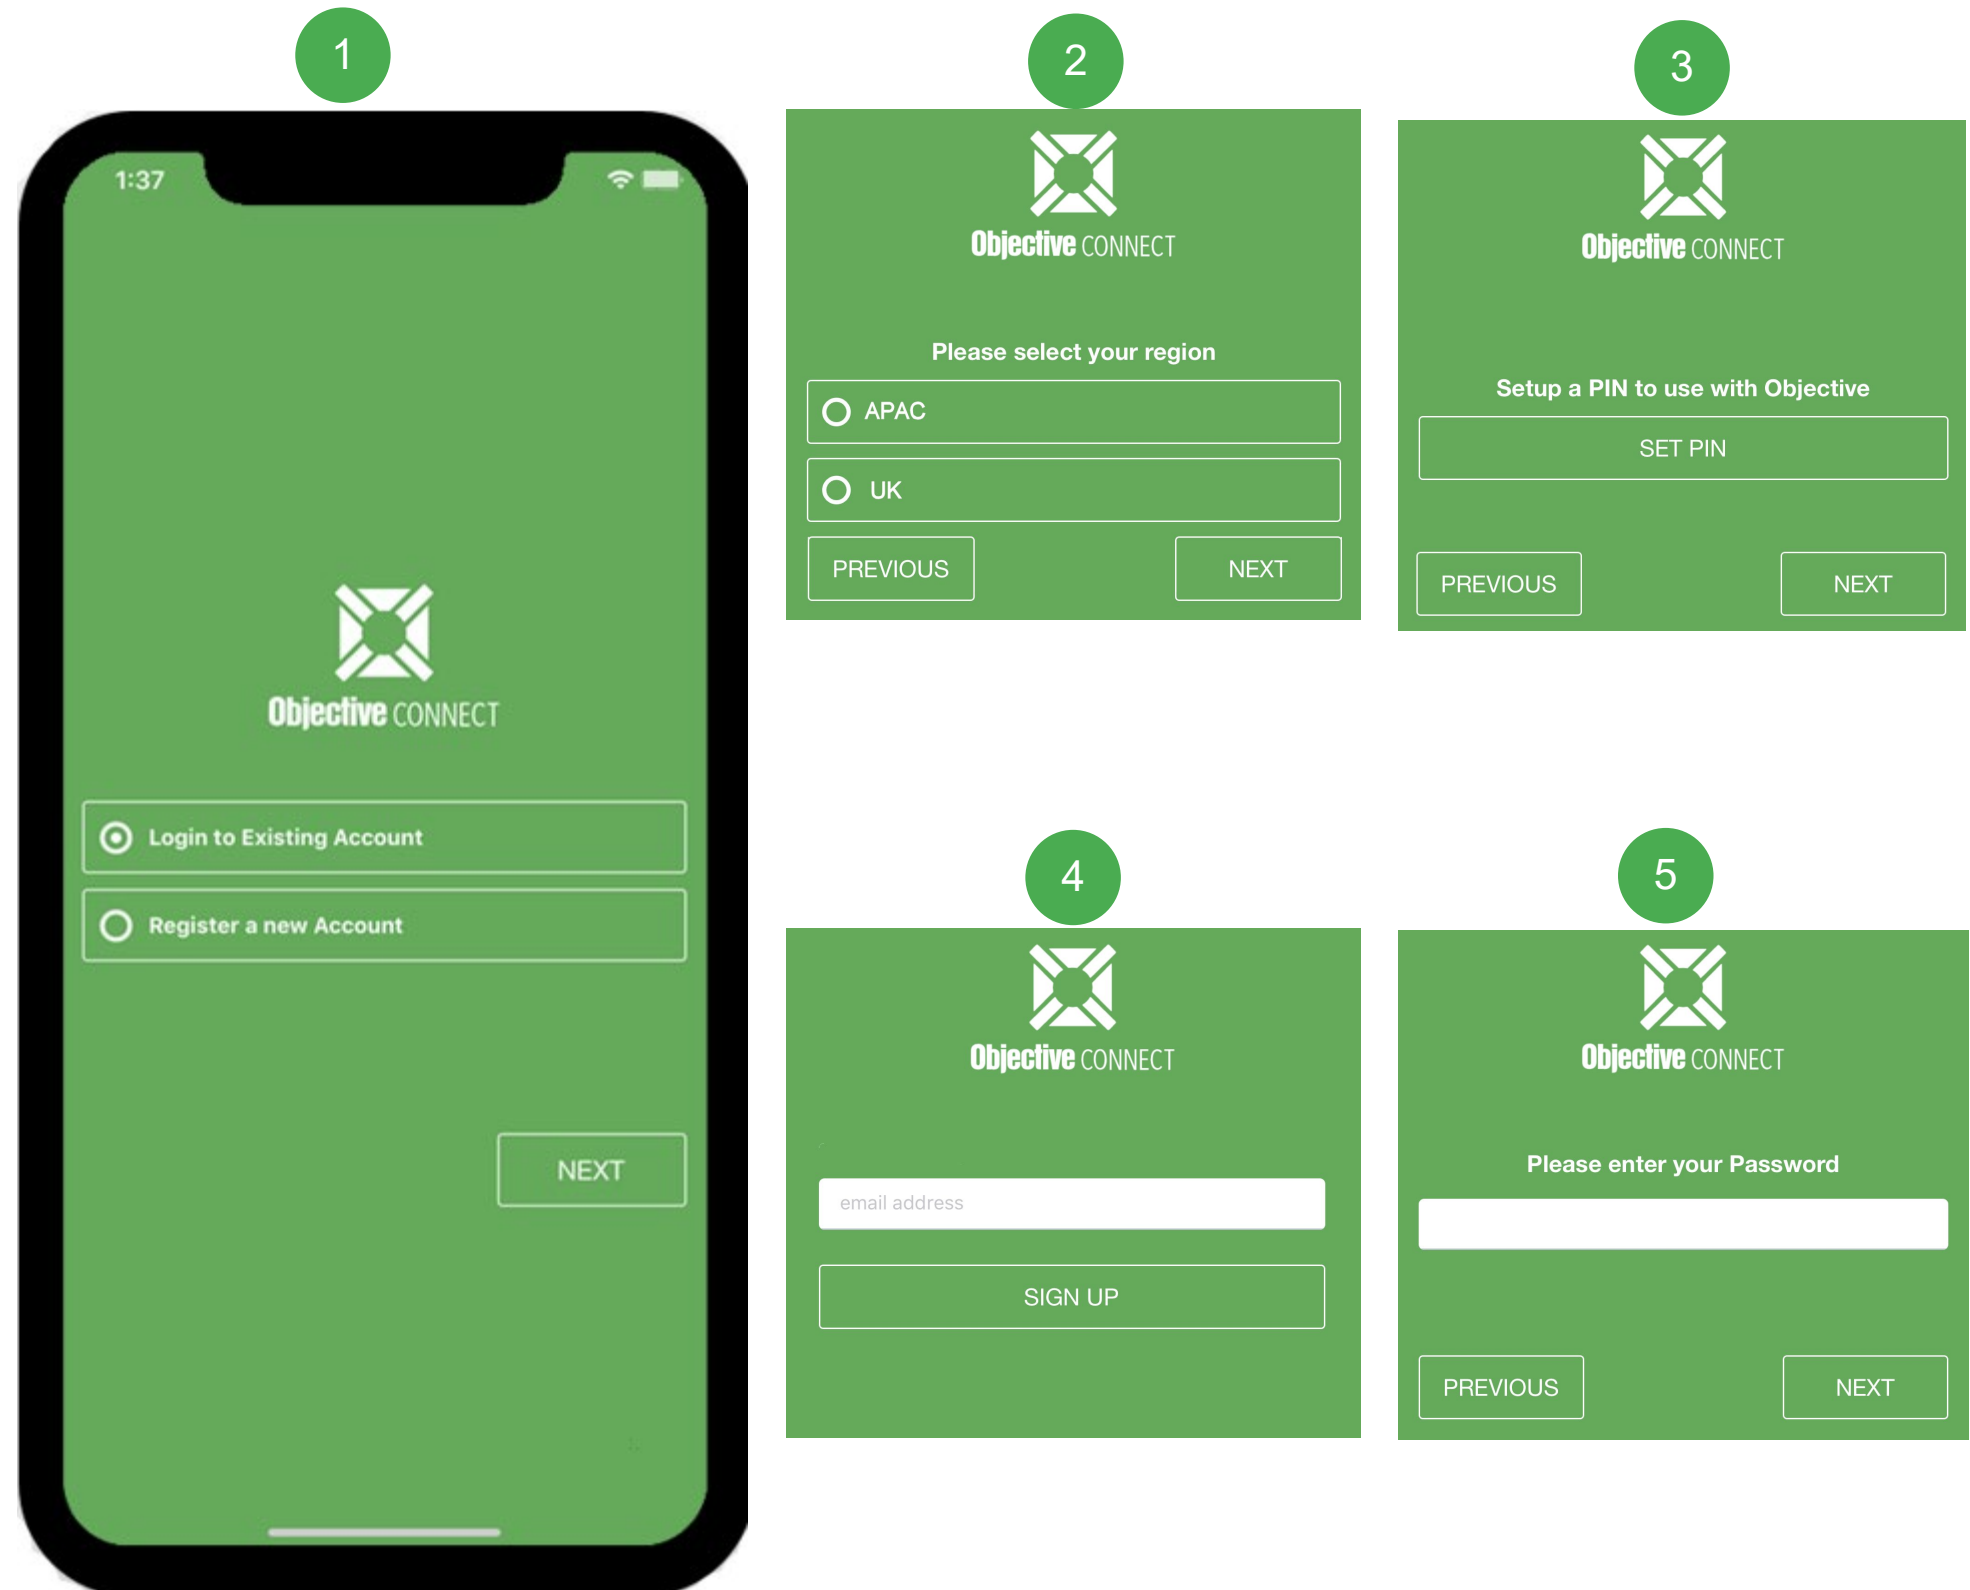 1
1:37
Objective CONNECT
Login to Existing Account
Register a new Account
NEXT
2
Objective CONNECT
Please select your region
APAC
UK
PREVIOUS NEXT
3
Objective CONNECT
Setup a PIN to use with Objective
SET PIN
PREVIOUS NEXT
4
Objective CONNECT
email address
SIGN UP
5
Objective CONNECT
Please enter your Password
PREVIOUS NEXT